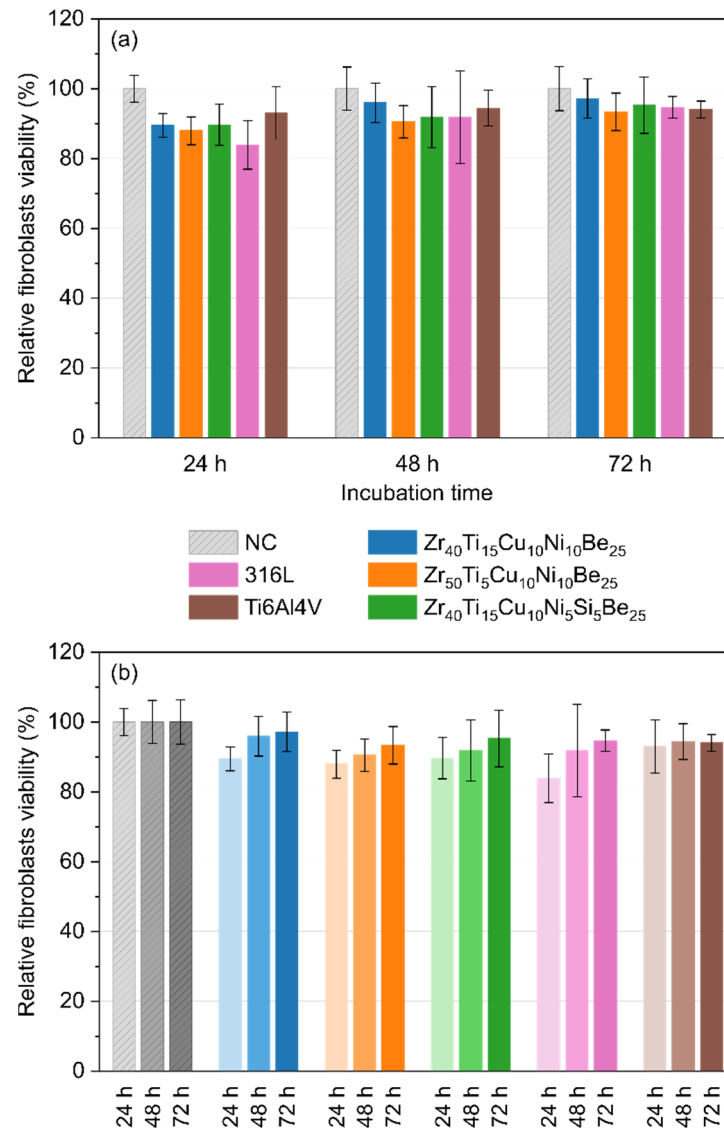 (a)
Relative fibroblasts viability (%)
120
100
80
60
40
20
0
24 h 48 h 72 h
Incubation time
NC Zr₄₀Ti₁₅Cu₁₀Ni₁₀Be₂₅
316L Zr₅₀Ti₅Cu₁₀Ni₁₀Be₂₅
Ti6Al4V Zr₄₀Ti₁₅Cu₁₀Ni₅Si₅Be₂₅
(b)
Relative fibroblasts viability (%)
120
100
80
60
40
20
0
24 h 48 h 72 h 24 h 48 h 72 h 24 h 48 h 72 h 24 h 48 h 72 h 24 h 48 h 72 h 24 h 48 h 72 h